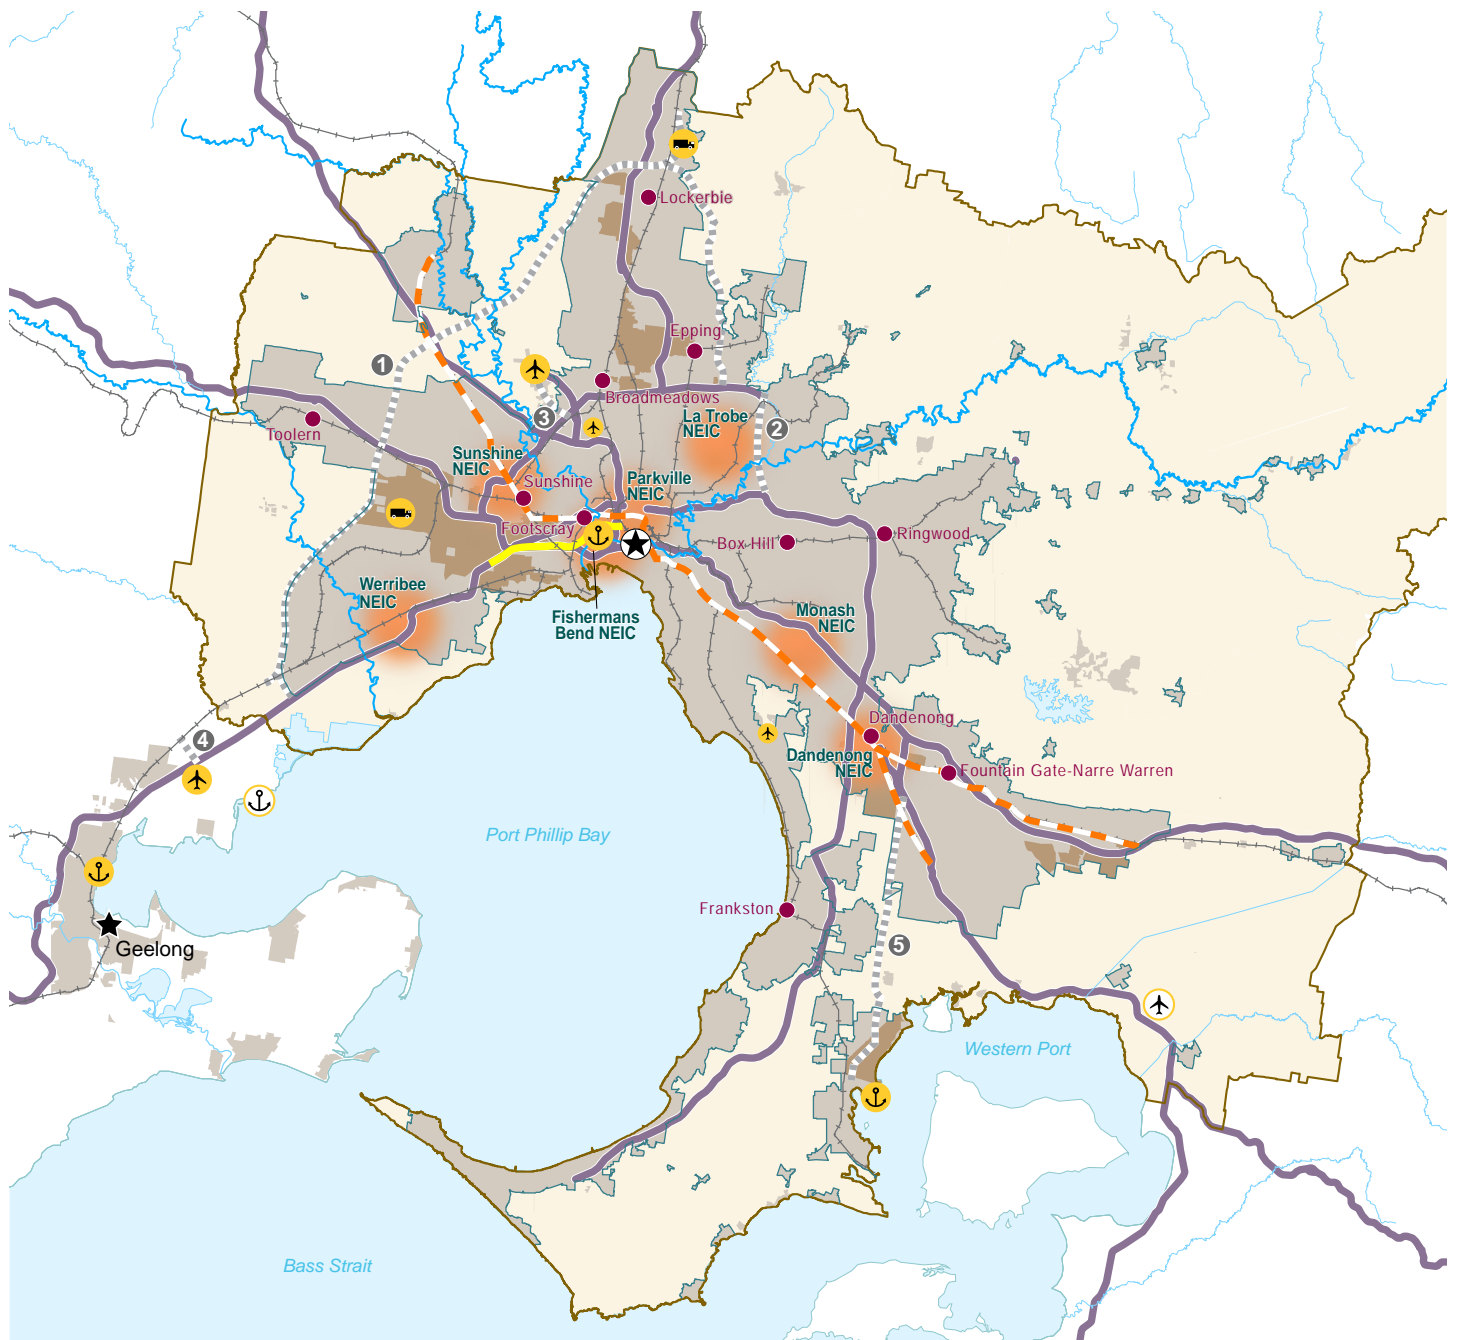 Lockerbie
Epping
1
Broadmeadows
3
La Trobe
NEIC
2
Toolern
Sunshine
NEIC
Sunshine
Parkville
NEIC
Footscray
Box Hill
Ringwood
Werribee
NEIC
Fishermans
Bend NEIC
Monash
NEIC
Dandenong
4
Dandenong
NEIC
Fountain Gate-Narre Warren
Port Phillip Bay
Frankston
Geelong
5
Western Port
Bass Strait